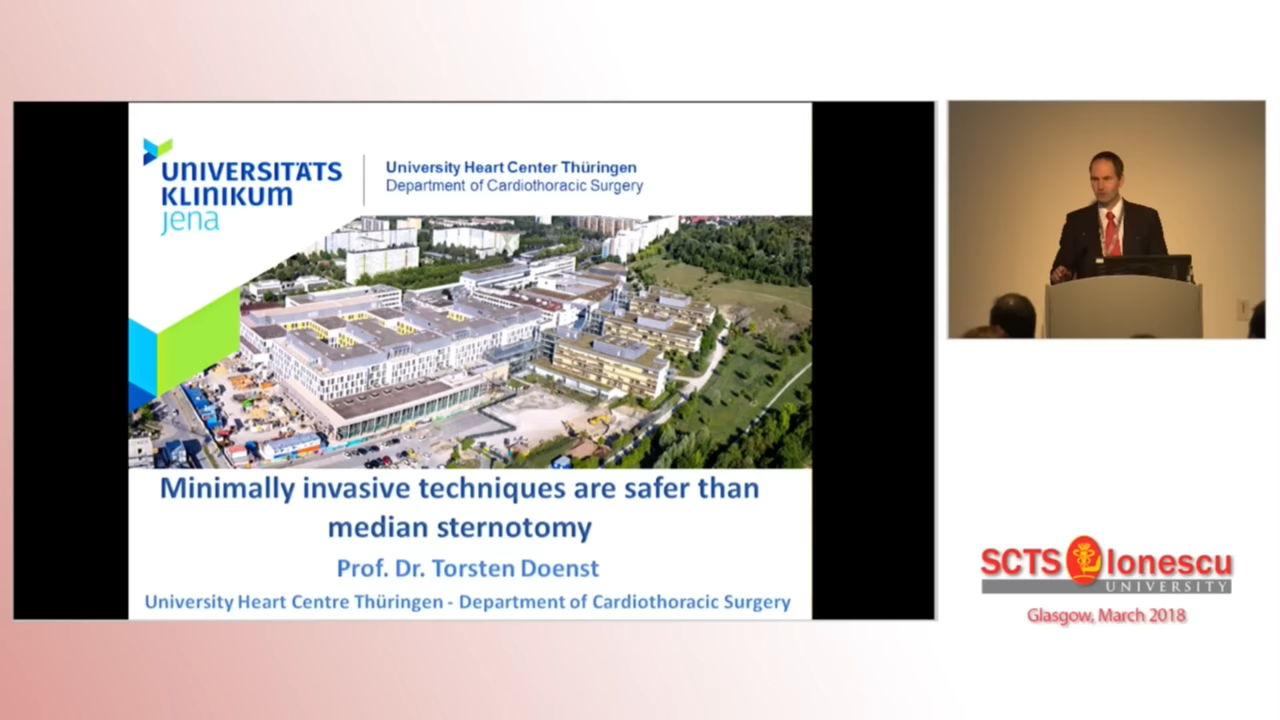 UNIVERSITÄTS
KLINIKUM
jena
University Heart Center Thüringen
Department of Cardiothoracic Surgery
Minimally invasive techniques are safer than
median sternotomy
Prof. Dr. Torsten Doenst
University Heart Centre Thüringen - Department of Cardiothoracic Surgery
SCTS Ionescu
UNIVERSITY
Glasgow, March 2018